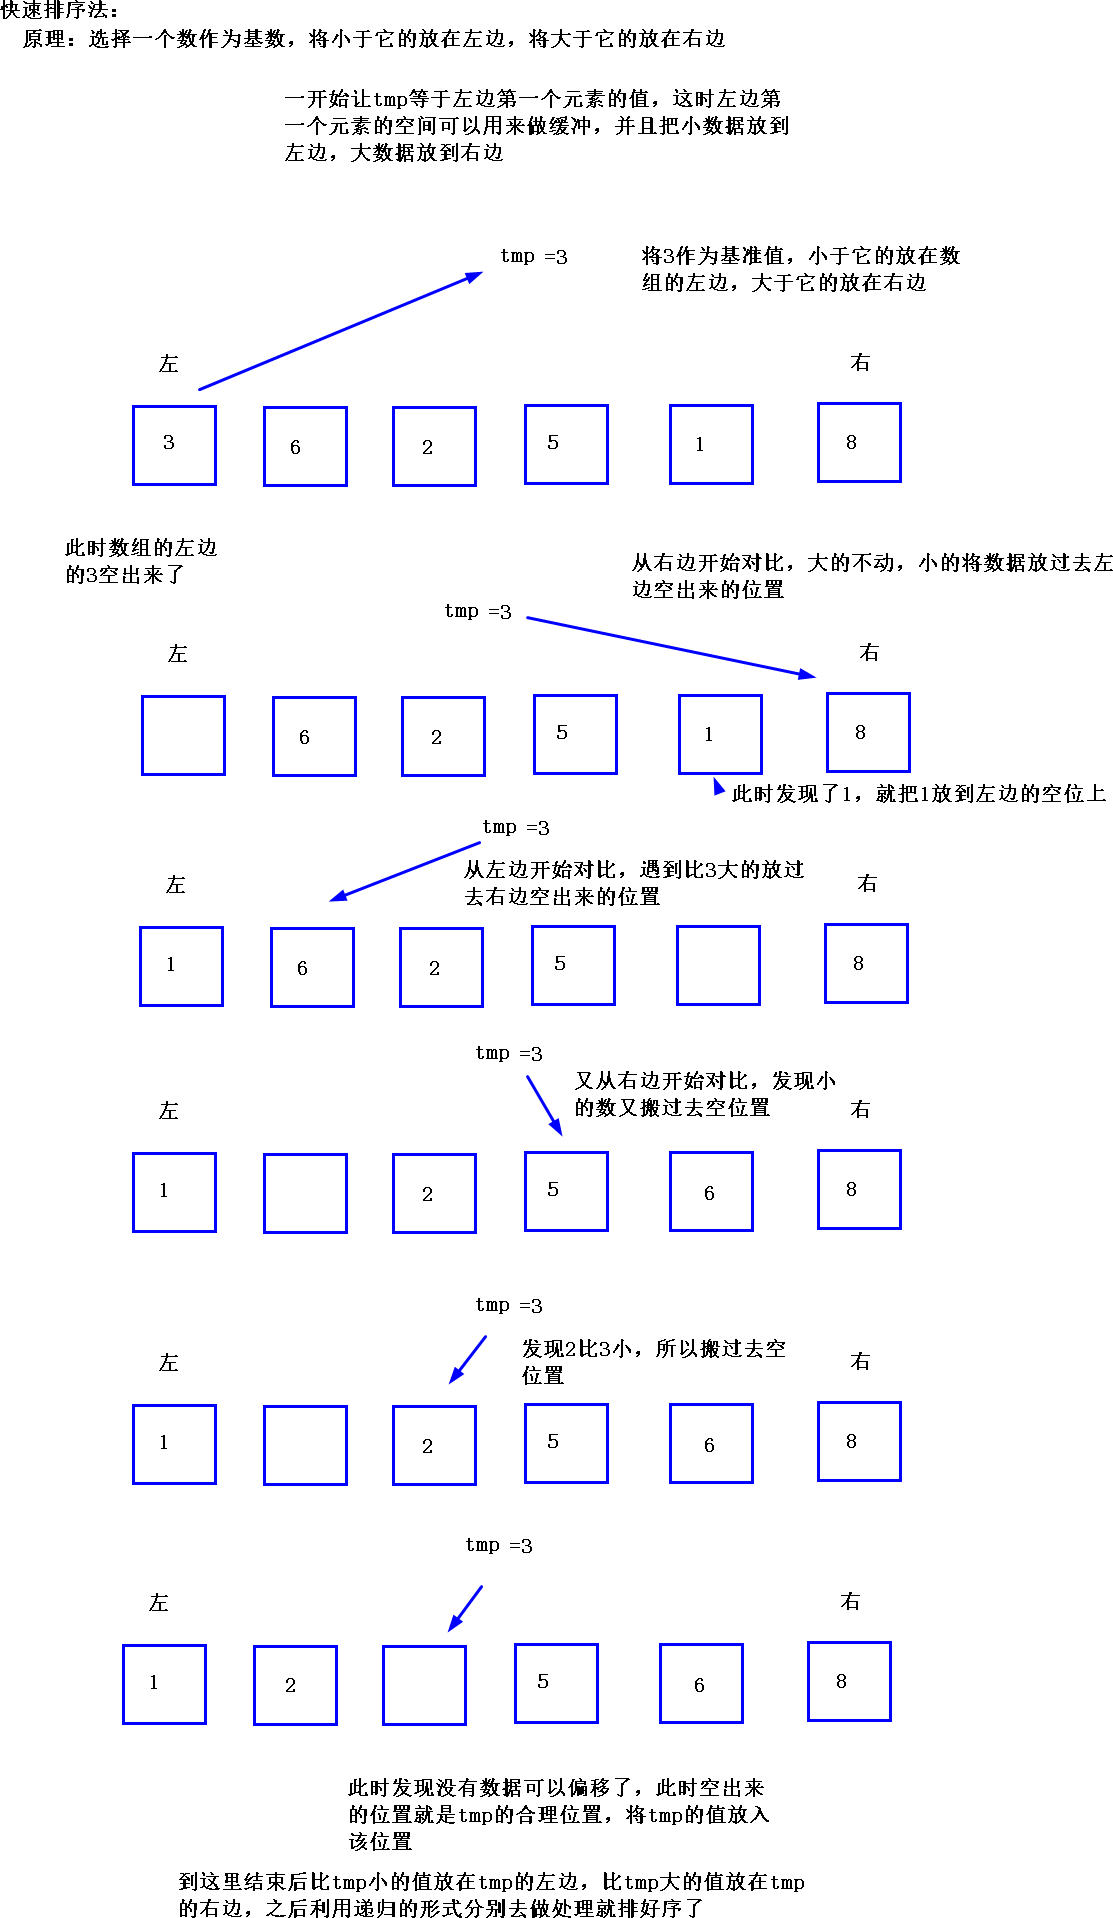 快速排序法：
原理：选择一个数作为基数，将小于它的放在左边，将大于它的放在右边
一开始让tmp等于左边第一个元素的值，这时左边第
一个元素的空间可以用来做缓冲，并且把小数据放到
左边，大数据放到右边
tmp =3
将3作为基准值，小于它的放在数
组的左边，大于它的放在右边
左 右
3 6 2 5 1 8
此时数组的左边
的3空出来了
从右边开始对比，大的不动，小的将数据放过去左
边空出来的位置
tmp =3
左 右
6 2 5 1 8
此时发现了1，就把1放到左边的空位上
tmp =3
从左边开始对比，遇到比3大的放过
去右边空出来的位置
左 右
1 6 2 5 8
tmp =3
又从右边开始对比，发现小
的数又搬过去空位置
左 右
1 2 5 6 8
tmp =3
发现2比3小，所以搬过去空
位置
左 右
1 2 5 6 8
tmp =3
左 右
1 2 5 6 8
此时发现没有数据可以偏移了，此时空出来
的位置就是tmp的合理位置，将tmp的值放入
该位置
到这里结束后比tmp小的值放在tmp的左边，比tmp大的值放在tmp
的右边，之后利用递归的形式分别去做处理就排好序了